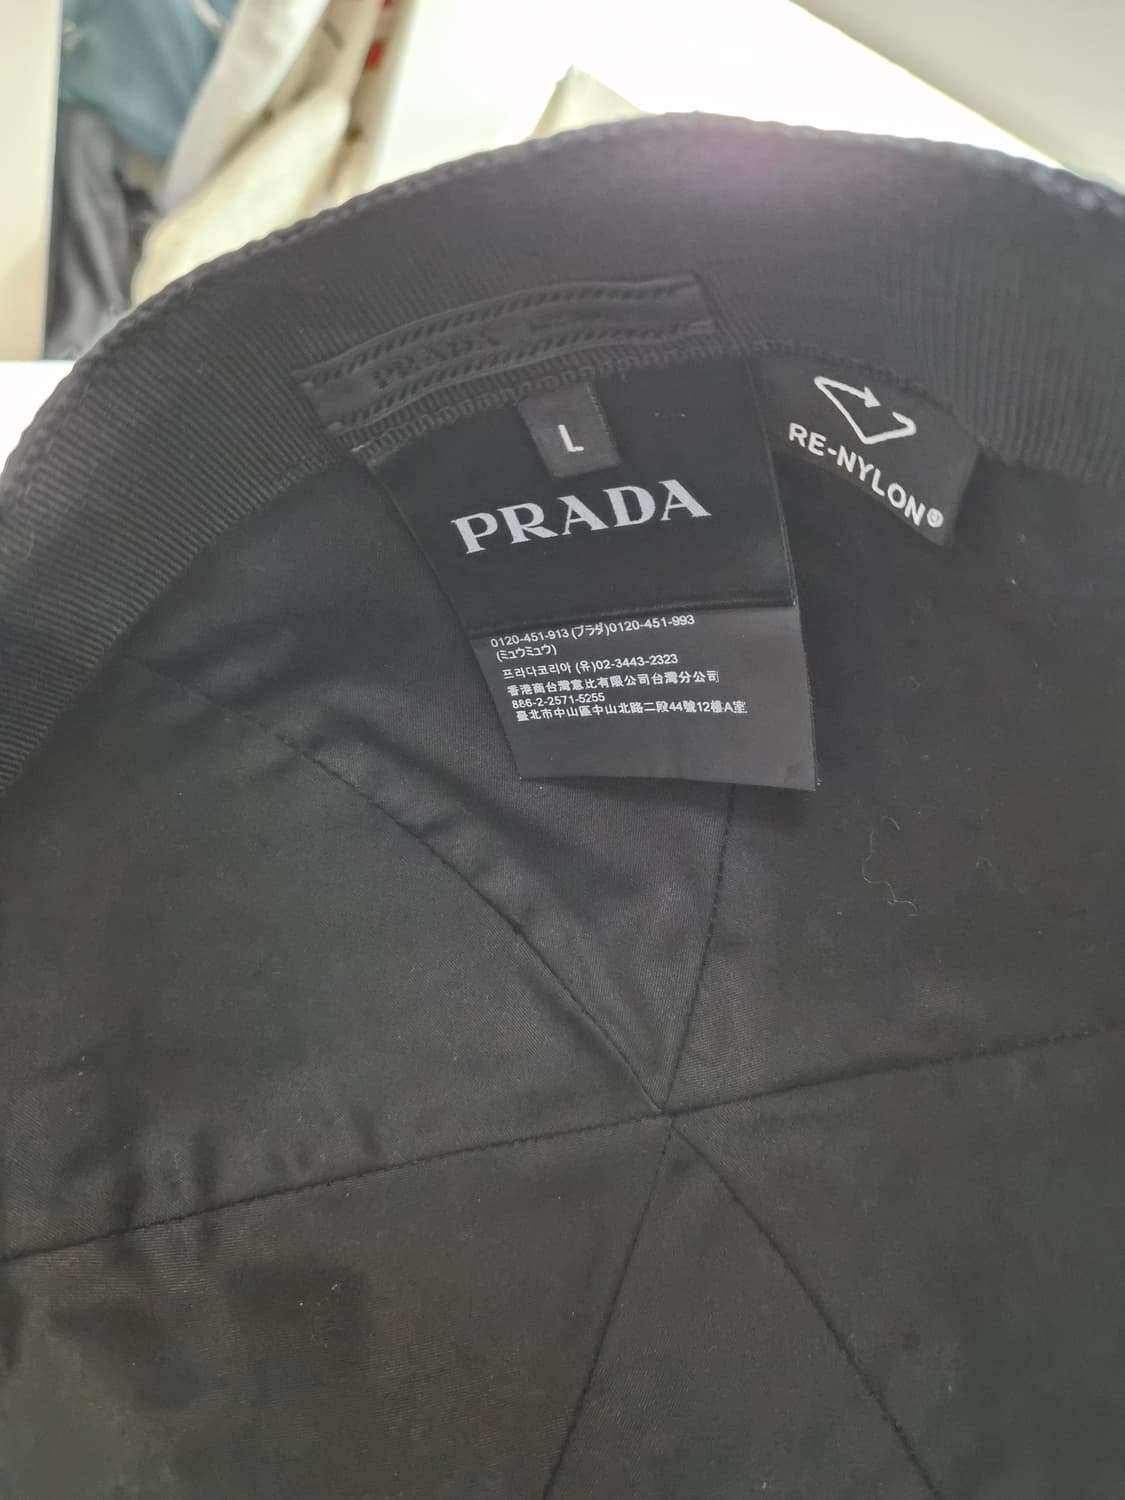 PRADA
L
PRADA
RE-NYLON®
0120-451-913 (プラダ)0120-451-993
(ミュウミュウ)
프라다코리아 (유)02-3443-2323
香港商台灣意比有限公司台灣分公司
886-2-2571-5255
臺北市中山區中山北路二段44號12樓A室